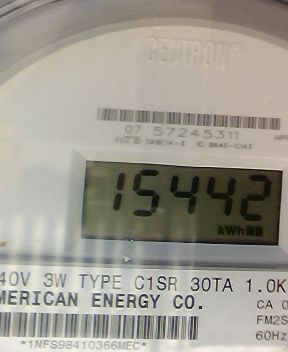 CENTRON®
07 57245311
15442
kWh
40V 3W TYPE C1SR 30TA 1.0K
MERICAN ENERGY CO.
CA 0
FM2S
60Hz
*1NFS98410366MEC*